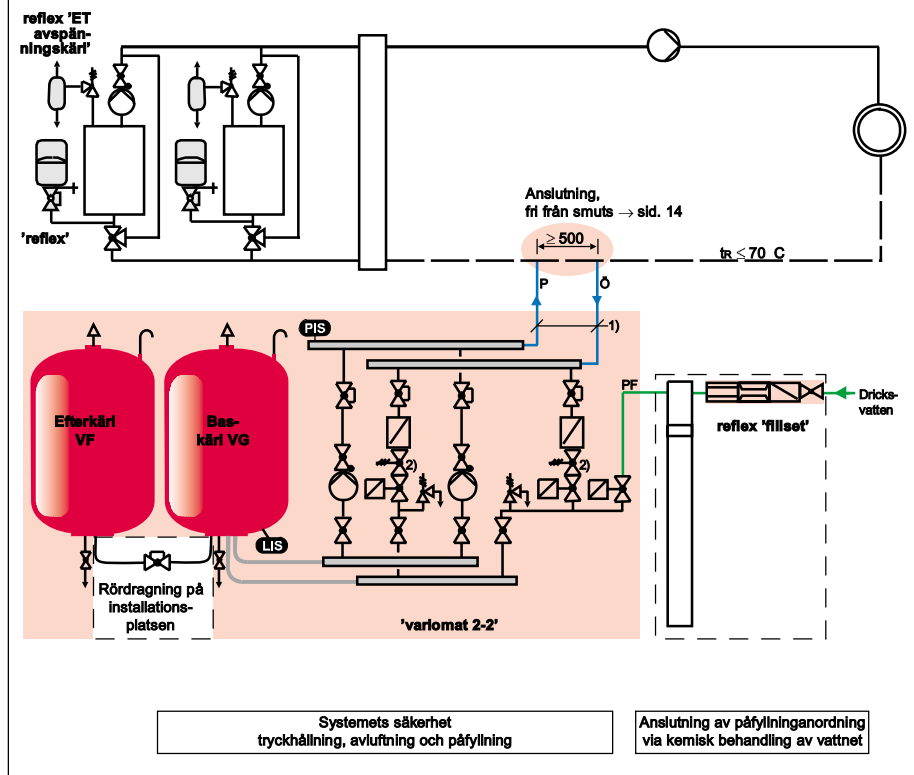 reflex 'ET
avspän-
ningskärl'
'reflex'
Anslutning,
fri från smuts → sid. 14
≥ 500
tR ≤ 70 C
P
Ö
1)
PIS
Efterkärl
VF
Bas-
kärl VG
LIS
2)
2)
PF
Dricks-
vatten
reflex 'fillset'
Rördragning på
installations-
platsen
'variomat 2-2'
Systemets säkerhet
tryckhållning, avluftning och påfyllning
Anslutning av påfyllninganordning
via kemisk behandling av vattnet